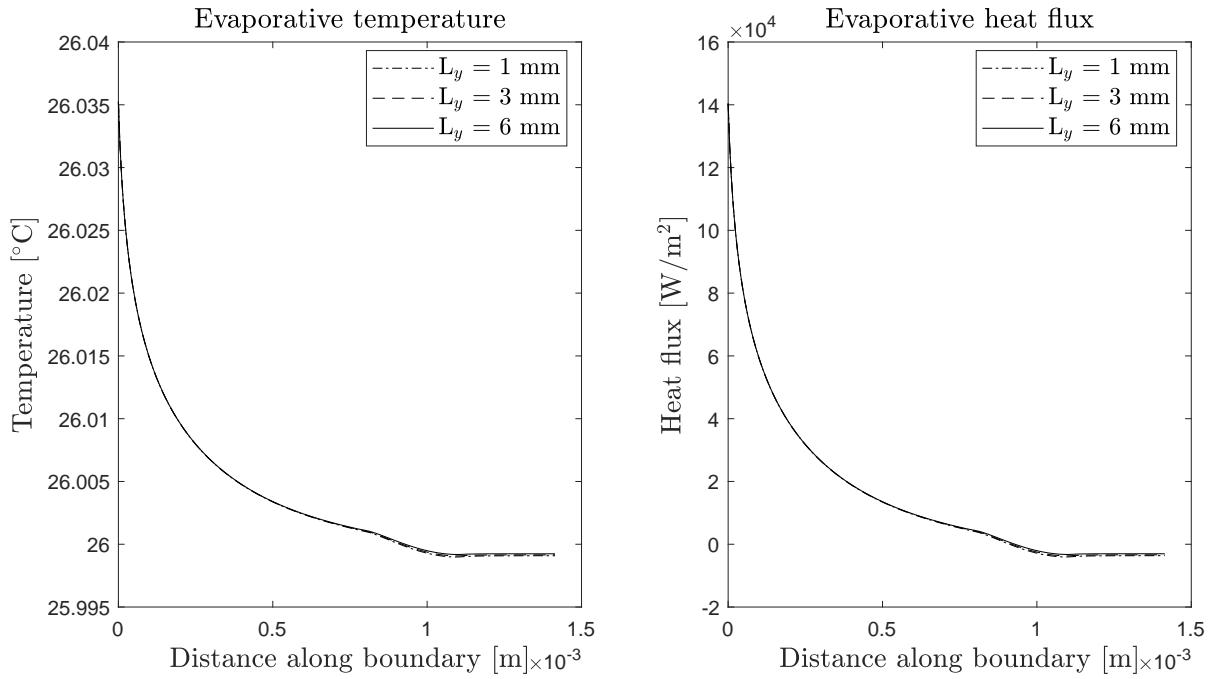 Evaporative temperature
26.04
26.035
26.03
26.025
26.02
26.015
26.01
26.005
26
25.995
0
0.5
1
1.5
Temperature [°C]
Distance along boundary [m]×10⁻³
L_y = 1 mm
L_y = 3 mm
L_y = 6 mm
Evaporative heat flux
×10⁴
16
14
12
10
8
6
4
2
0
-2
0
0.5
1
1.5
Heat flux [W/m²]
Distance along boundary [m]×10⁻³
L_y = 1 mm
L_y = 3 mm
L_y = 6 mm